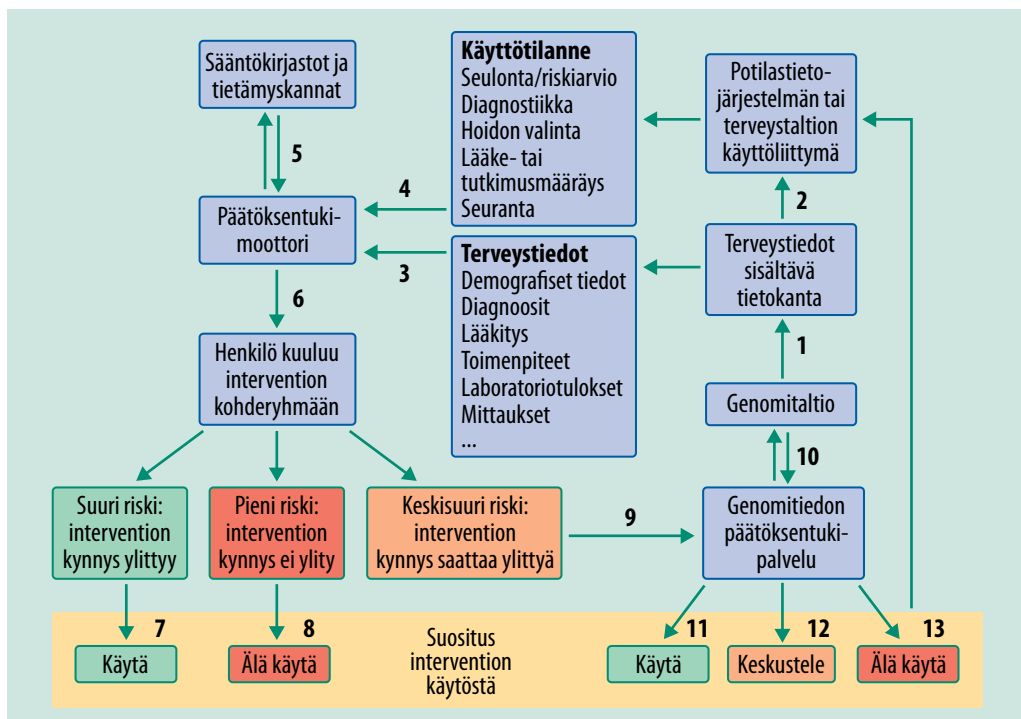 Sääntökirjastot ja
tietämyskannat
5
Päätöksentuki-
moottori
4
3
6
Käyttötilanne
Seulonta/riskiarvio
Diagnostiikka
Hoidon valinta
Lääke- tai
tutkimusmääräys
Seuranta
Terveystiedot
Demografiset tiedot
Diagnoosit
Lääkitys
Toimenpiteet
Laboratoriotulokset
Mittaukset
...
Potilastieto-
järjestelmän tai
terveystaltion
käyttöliittymä
2
Terveystiedot
sisältävä
tietokanta
1
Genomitaltio
10
Henkilö kuuluu
intervention
kohderyhmään
Suuri riski:
intervention
kynnys ylittyy
Pieni riski:
intervention
kynnys ei ylity
Keskisuuri riski:
intervention
kynnys saattaa ylittyä
9
Genomitiedon
päätöksentuki-
palvelu
7
Käytä
8
Älä käytä
Suositus
intervention
käytöstä
11
Käytä
12
Keskustele
13
Älä käytä